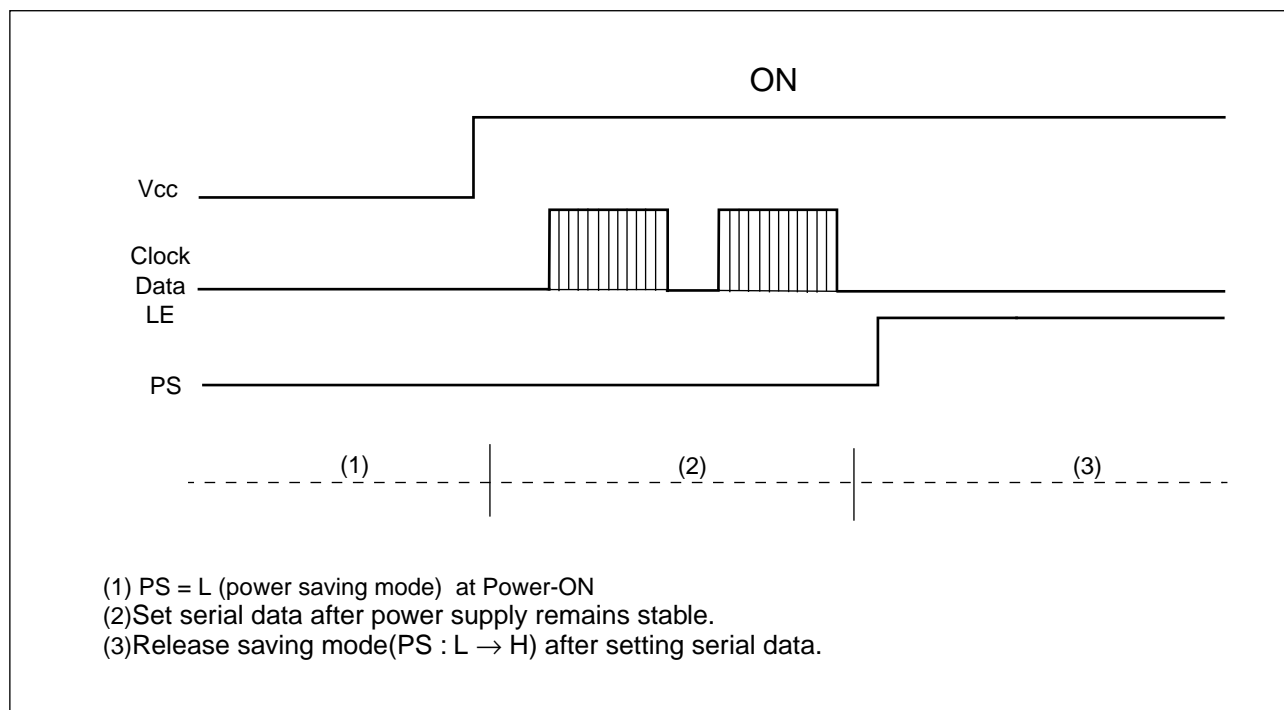 ON
Vcc
Clock
Data
LE
PS
(1) (2) (3)
(1) PS = L (power saving mode) at Power-ON
(2)Set serial data after power supply remains stable.
(3)Release saving mode(PS : L → H) after setting serial data.